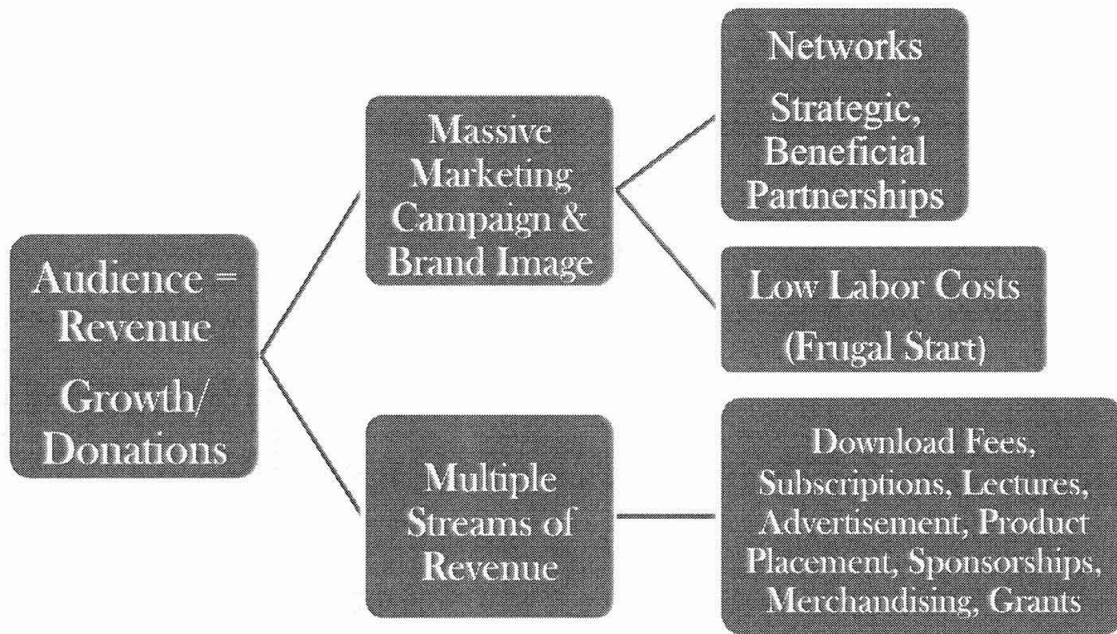 Audience =
Revenue
Growth/
Donations
Massive
Marketing
Campaign &
Brand Image
Networks
Strategic,
Beneficial
Partnerships
Low Labor Costs
(Frugal Start)
Multiple
Streams of
Revenue
Download Fees,
Subscriptions, Lectures,
Advertisement, Product
Placement, Sponsorships,
Merchandising, Grants